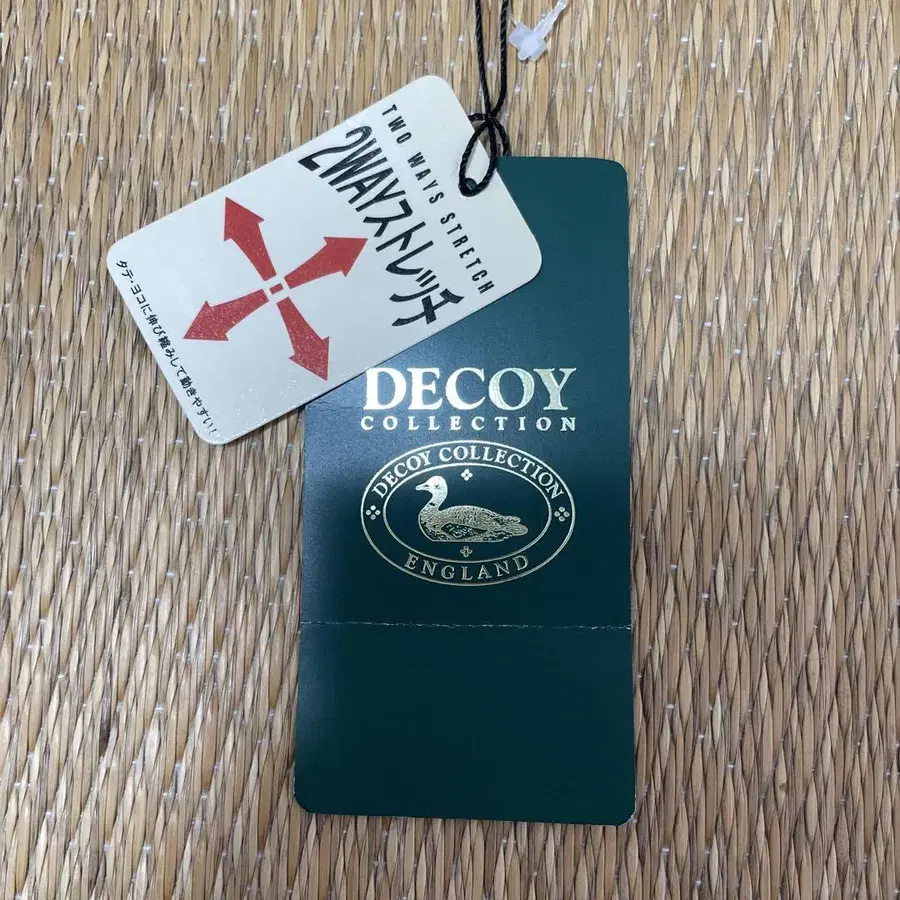 TWO WAYS STRETCH
2WAYストレッチ
タテ・ヨコに伸び縮みして動きやすい!
DECOY
COLLECTION
DECOY COLLECTION
ENGLAND